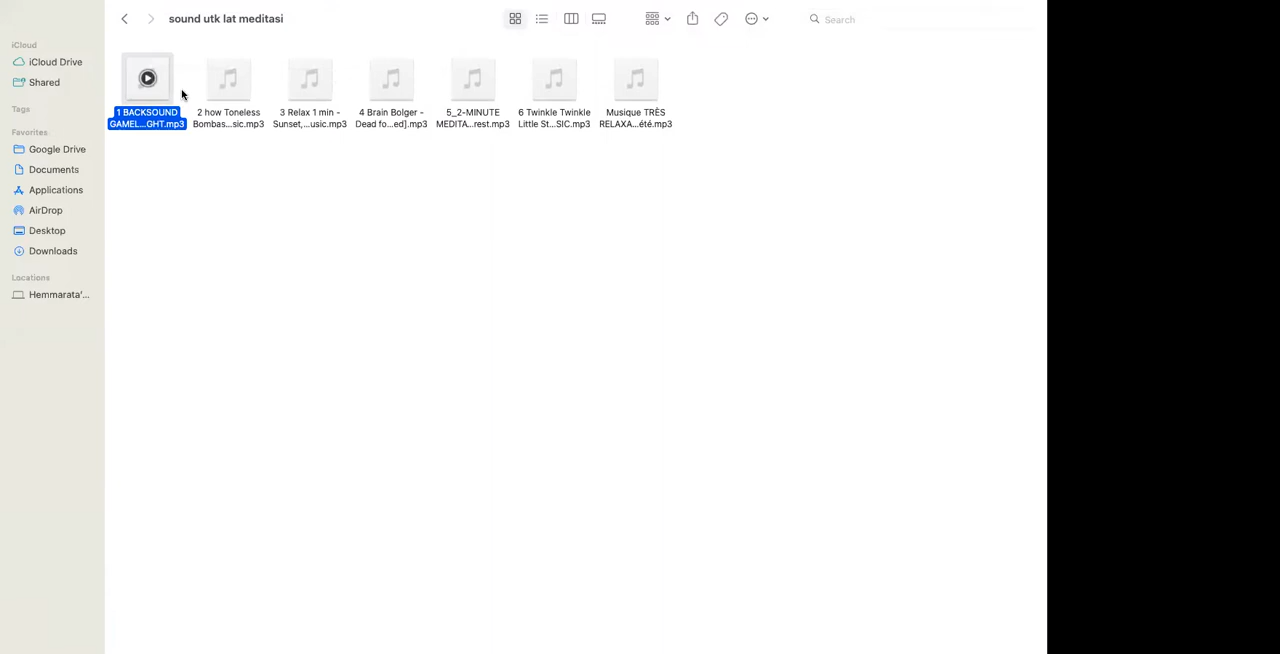 sound utk lat meditasi
Search
iCloud
iCloud Drive
Shared
Tags
Favorites
Google Drive
Documents
Applications
AirDrop
Desktop
Downloads
Locations
Hemmarata'...
1 BACKSOUND
GAMEL...GHT.mp3
2 how Toneless
Bombas...sic.mp3
3 Relax 1 min -
Sunset,...usic.mp3
4 Brain Bolger -
Dead fo...ed].mp3
5_2-MINUTE
MEDITA...rest.mp3
6 Twinkle Twinkle
Little St...SIC.mp3
Musique TRÈS
RELAXA...été.mp3